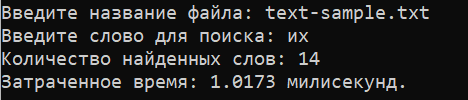 Введите название файла: text-sample.txt
Введите слово для поиска: их
Количество найденных слов: 14
Затраченное время: 1.0173 милисекунд.